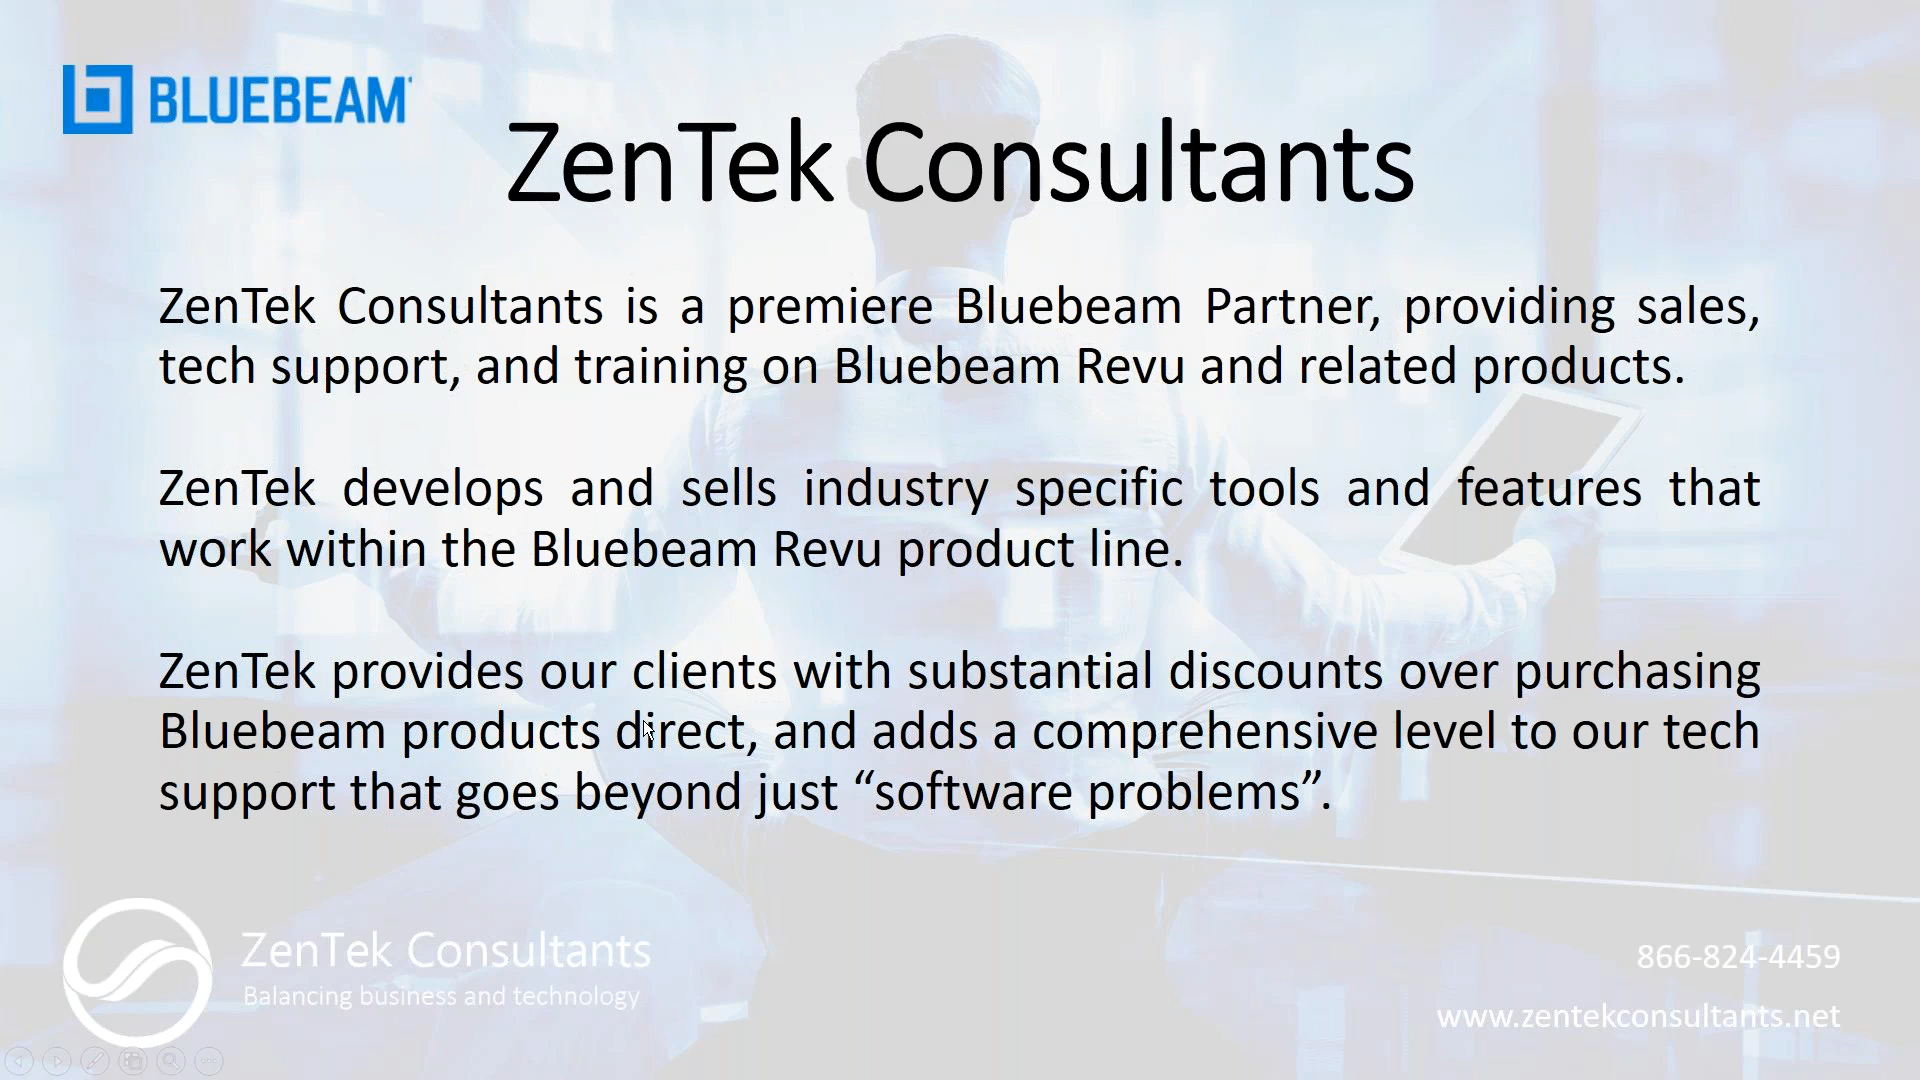 BLUEBEAM
ZenTek Consultants
ZenTek Consultants is a premiere Bluebeam Partner, providing sales,
tech support, and training on Bluebeam Revu and related products.
ZenTek develops and sells industry specific tools and features that
work within the Bluebeam Revu product line.
ZenTek provides our clients with substantial discounts over purchasing
Bluebeam products direct, and adds a comprehensive level to our tech
support that goes beyond just “software problems”.
ZenTek Consultants
Balancing business and technology
866-824-4459
www.zentekconsultants.net
abc